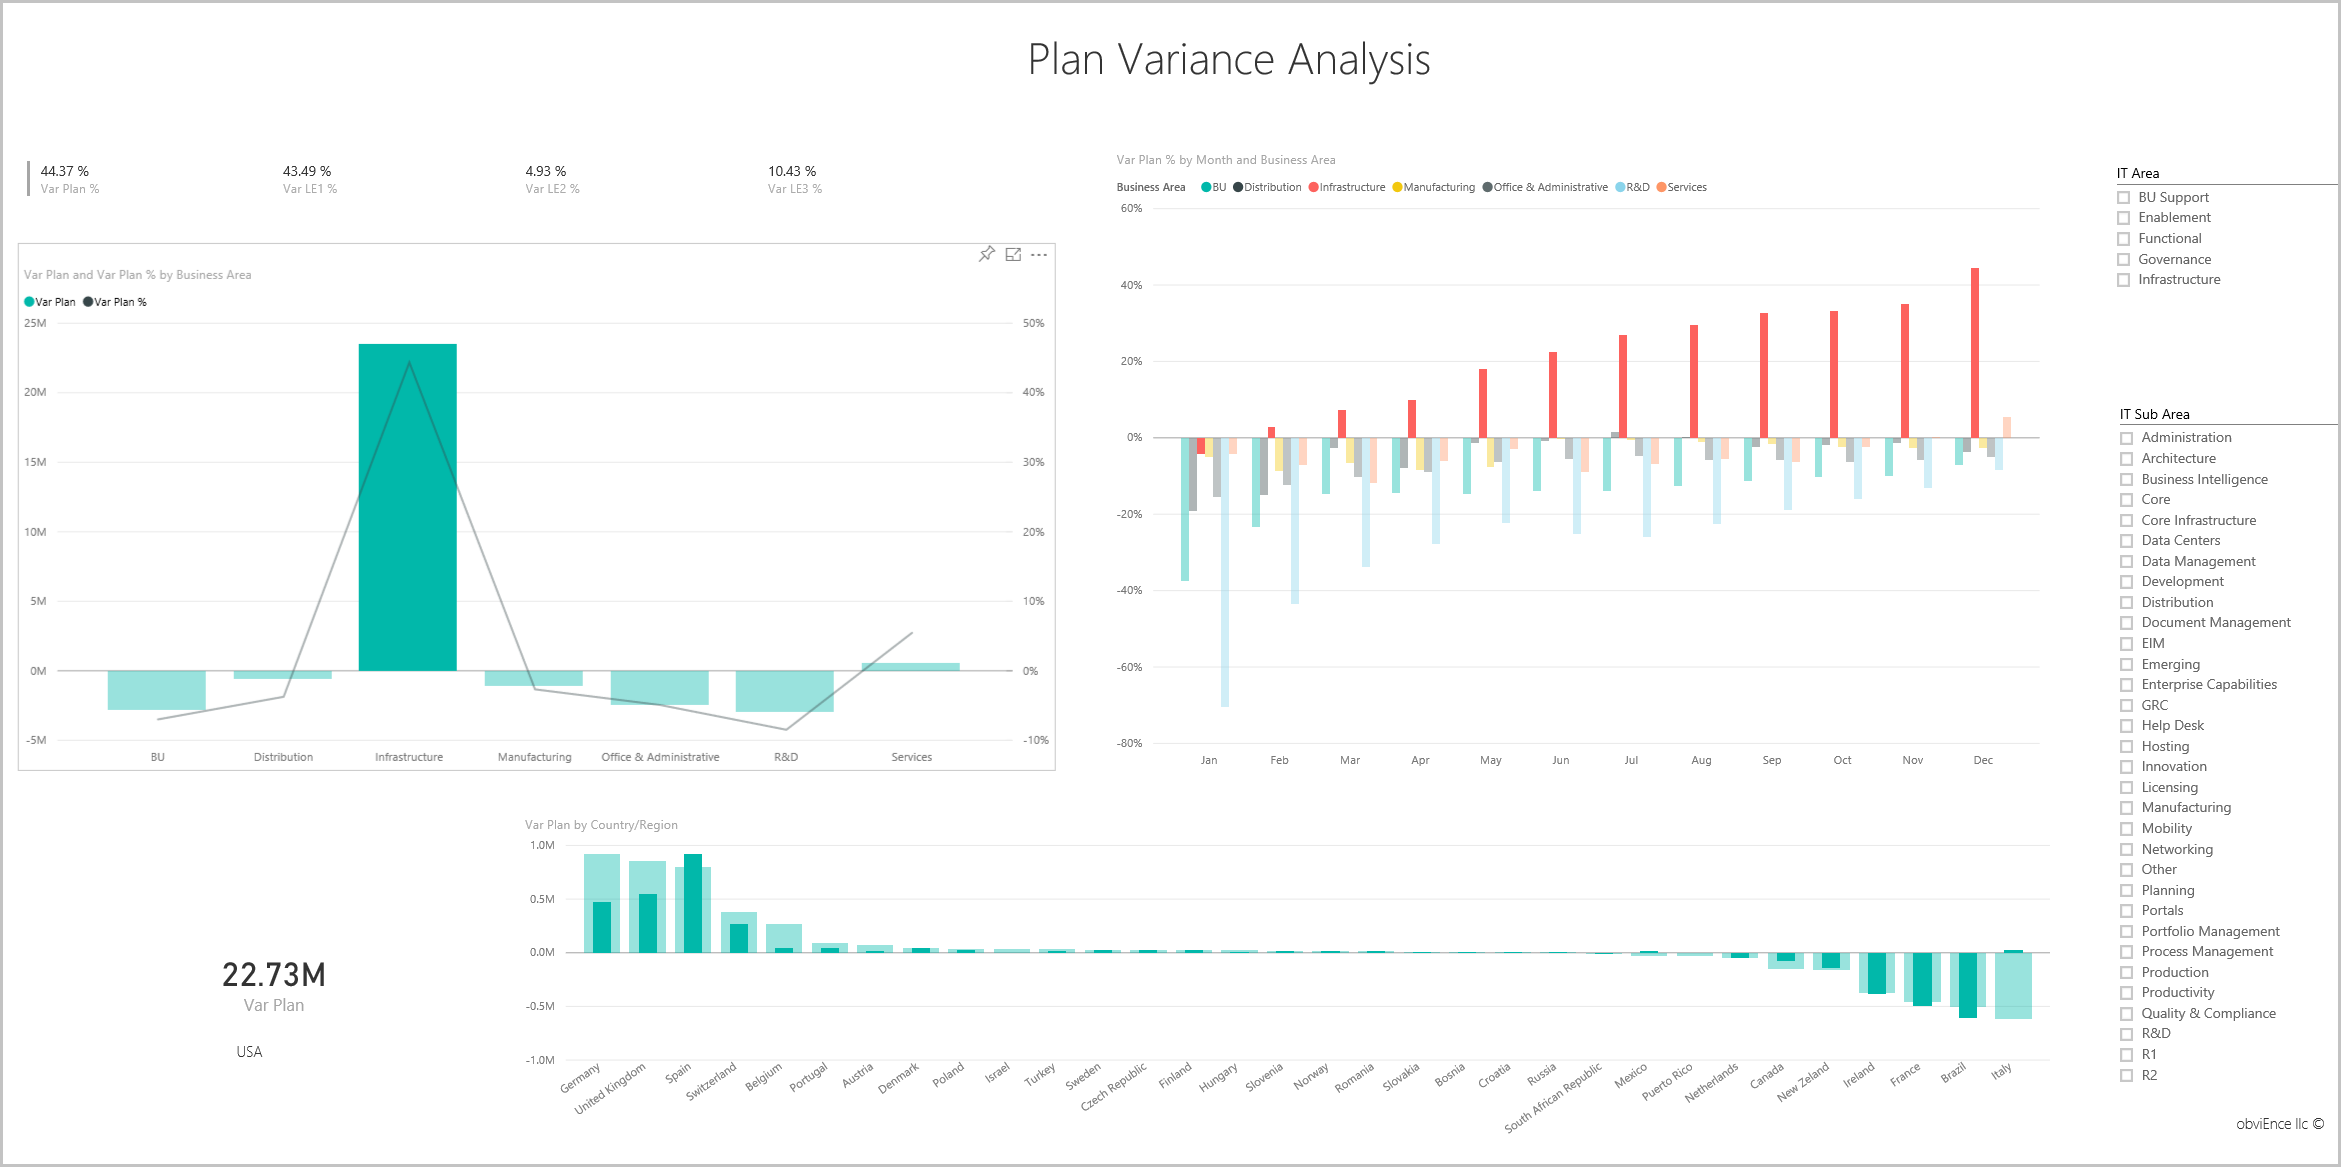 Plan Variance Analysis
44.37 %
Var Plan %
43.49 %
Var LE1 %
4.93 %
Var LE2 %
10.43 %
Var LE3 %
Var Plan and Var Plan % by Business Area
Var Plan Var Plan %
25M
20M
15M
10M
5M
0M
-5M
50%
40%
30%
20%
10%
0%
-10%
BU Distribution Infrastructure Manufacturing Office & Administrative R&D Services
Var Plan % by Month and Business Area
Business Area BU Distribution Infrastructure Manufacturing Office & Administrative R&D Services
60%
40%
20%
0%
-20%
-40%
-60%
-80%
Jan Feb Mar Apr May Jun Jul Aug Sep Oct Nov Dec
22.73M
Var Plan
USA
Var Plan by Country/Region
1.0M
0.5M
0.0M
-0.5M
-1.0M
Germany
United Kingdom
Spain
Switzerland
Belgium
Portugal
Austria
Denmark
Poland
Israel
Turkey
Sweden
Czech Republic
Finland
Hungary
Slovenia
Norway
Romania
Slovakia
Bosnia
Croatia
Russia
South African Republic
Mexico
Puerto Rico
Netherlands
Canada
New Zeland
Ireland
France
Brazil
Italy
IT Area
BU Support
Enablement
Functional
Governance
Infrastructure
IT Sub Area
Administration
Architecture
Business Intelligence
Core
Core Infrastructure
Data Centers
Data Management
Development
Distribution
Document Management
EIM
Emerging
Enterprise Capabilities
GRC
Help Desk
Hosting
Innovation
Licensing
Manufacturing
Mobility
Networking
Other
Planning
Portals
Portfolio Management
Process Management
Production
Productivity
Quality & Compliance
R&D
R1
R2
obviEnce llc ©